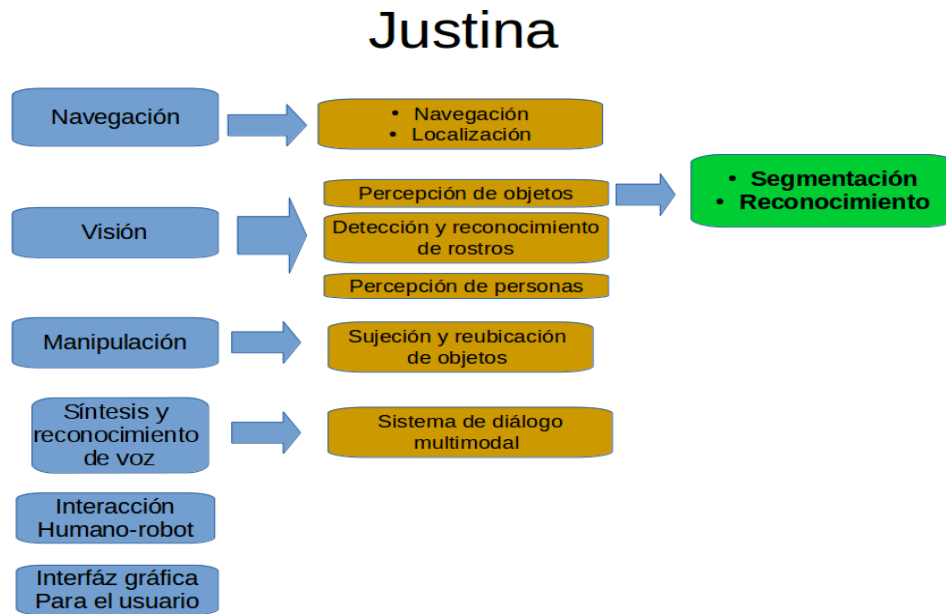 Justina
Navegación
• Navegación
• Localización
Percepción de objetos
• Segmentación
• Reconocimiento
Visión
Detección y reconocimiento
de rostros
Percepción de personas
Manipulación
Sujeción y reubicación
de objetos
Síntesis y
reconocimiento
de voz
Sistema de diálogo
multimodal
Interacción
Humano-robot
Interfáz gráfica
Para el usuario